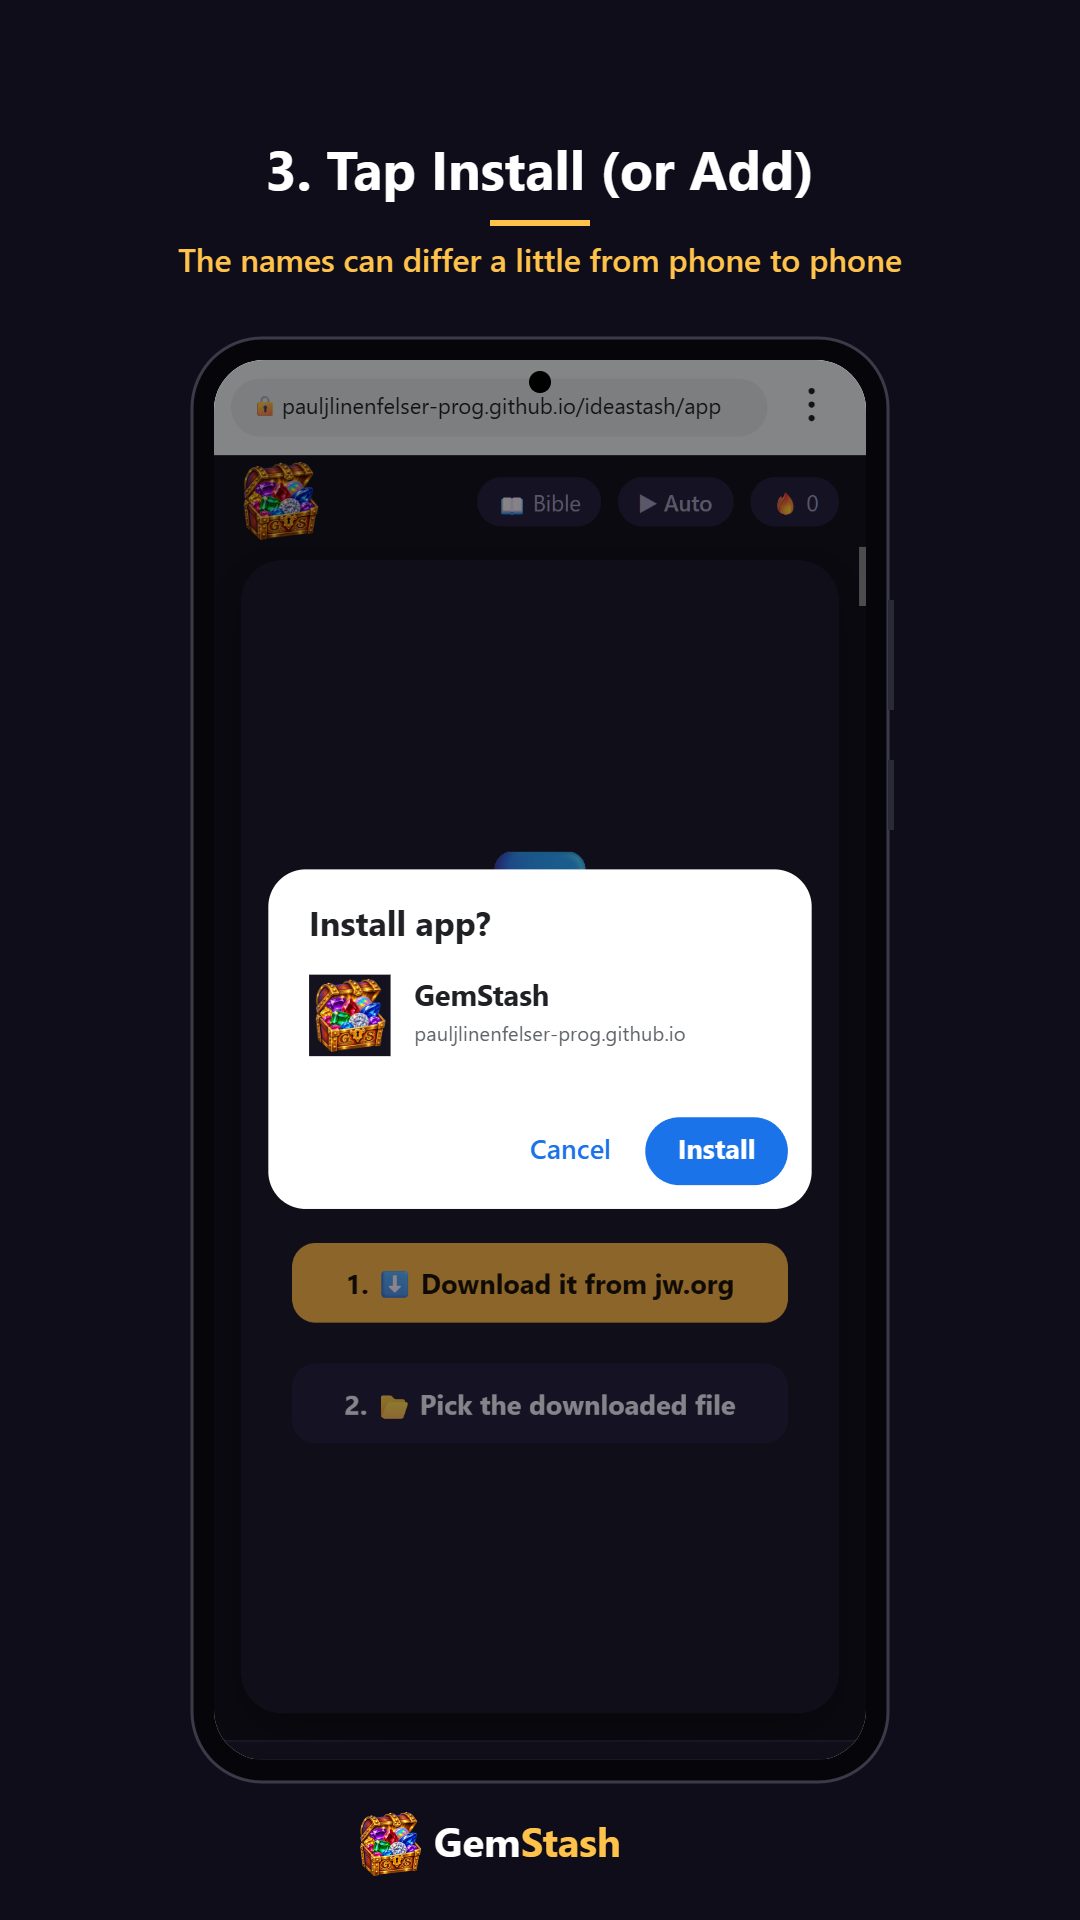 3. Tap Install (or Add)
The names can differ a little from phone to phone
pauljlinenfelser-prog.github.io/ideastash/app
Bible
Auto
0
Install app?
GemStash
pauljlinenfelser-prog.github.io
Cancel
Install
1. Download it from jw.org
2. Pick the downloaded file
GemStash